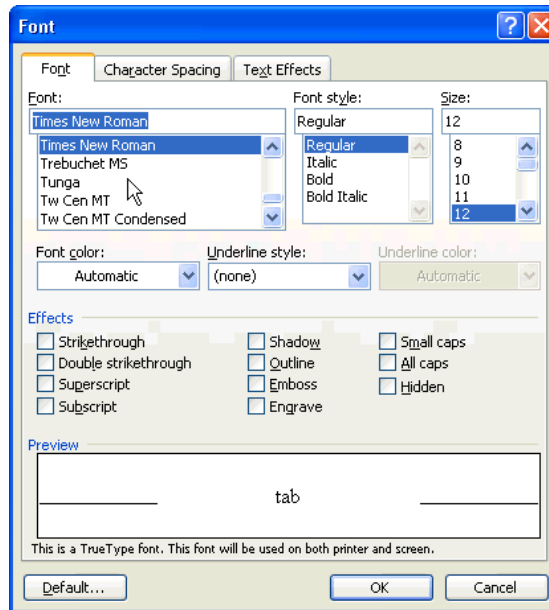 Font
Font Character Spacing Text Effects
Font: Font style: Size:
Times New Roman Regular 12
Times New Roman Regular 8
Trebuchet MS Italic 9
Tunga Bold 10
Tw Cen MT Bold Italic 11
Tw Cen MT Condensed 12
Font color: Underline style: Underline color:
Automatic (none) Automatic
Effects
Strikethrough Shadow Small caps
Double strikethrough Outline All caps
Superscript Emboss Hidden
Subscript Engrave
Preview
tab
This is a TrueType font. This font will be used on both printer and screen.
Default... OK Cancel